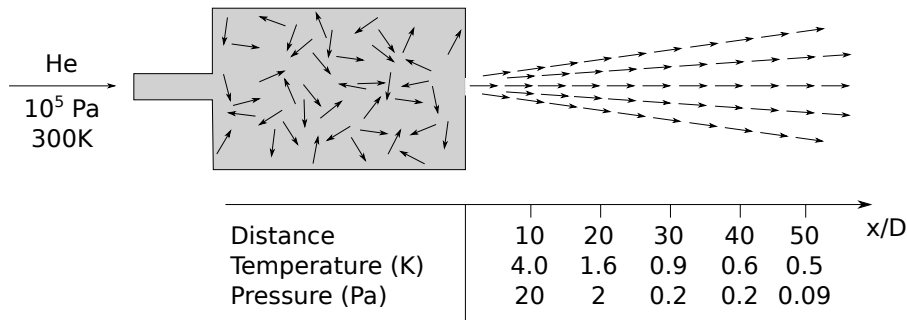 He
10⁵ Pa
300K
x/D
Distance 10 20 30 40 50
Temperature (K) 4.0 1.6 0.9 0.6 0.5
Pressure (Pa) 20 2 0.2 0.2 0.09